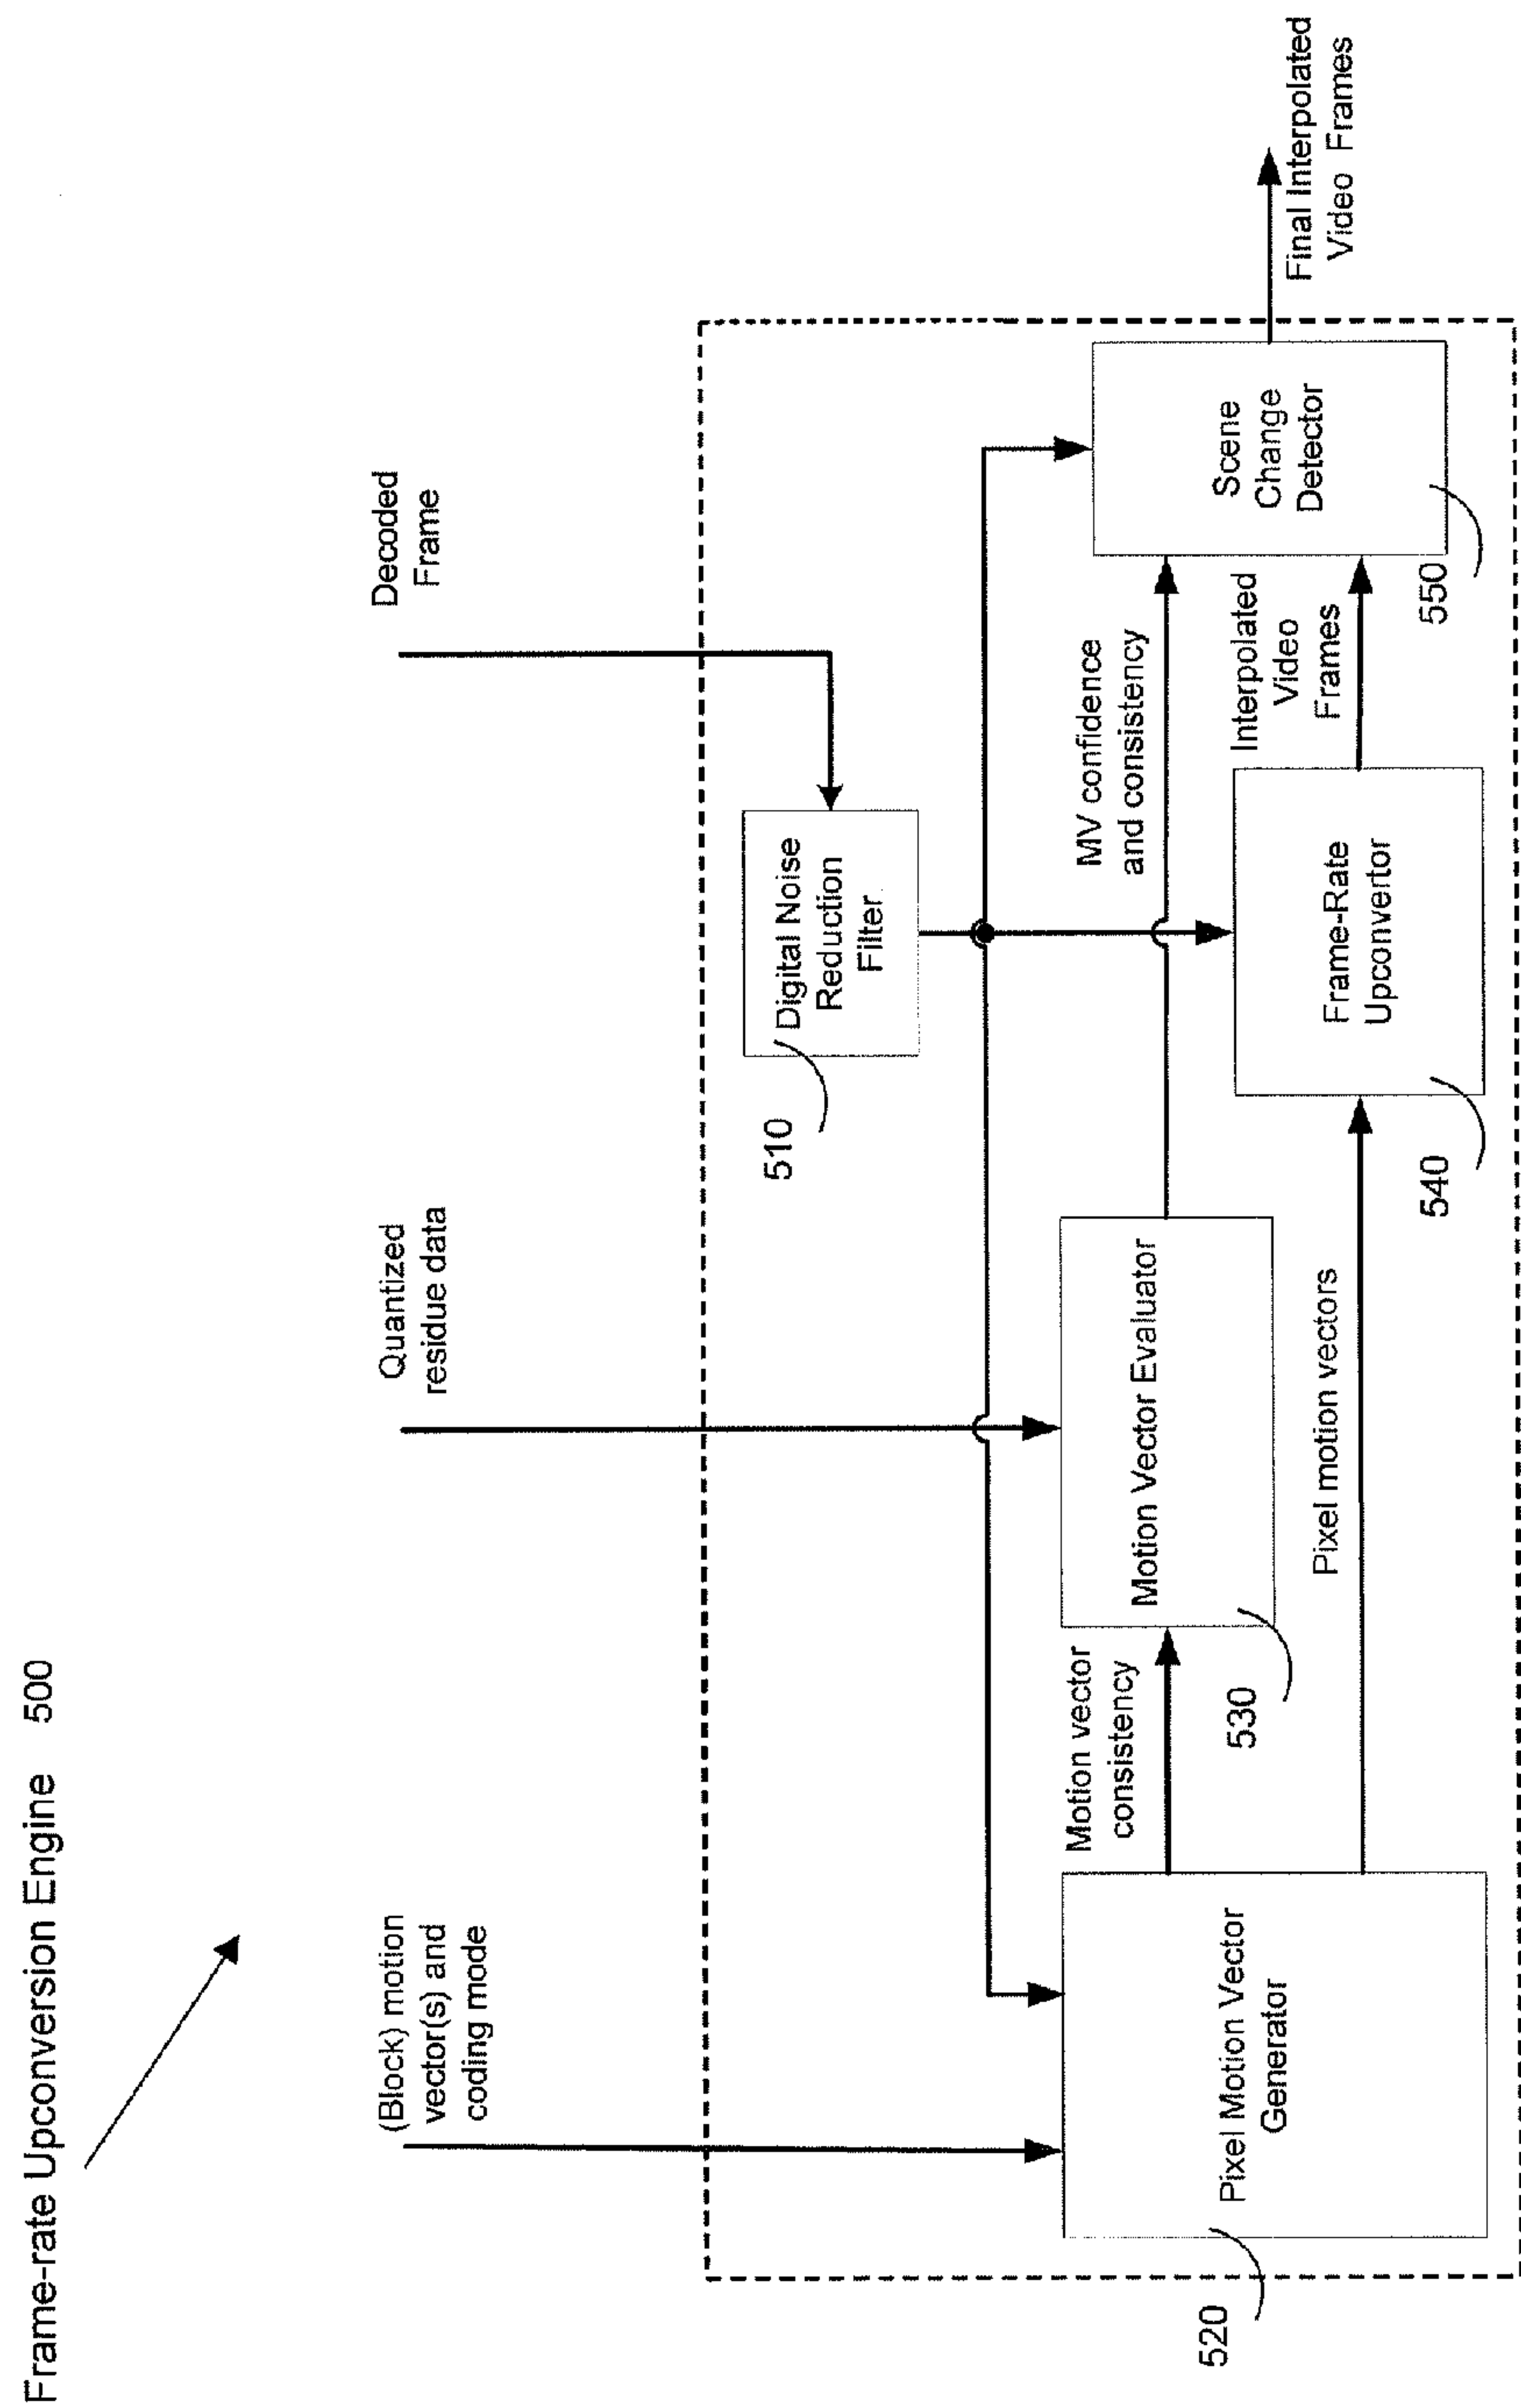 Frame-rate Upconversion Engine 500
(Block) motion
vector(s) and
coding mode
Quantized
residue data
Decoded
Frame
510
Digital Noise
Reduction
Filter
520
Pixel Motion Vector
Generator
Motion vector
consistency
530
Motion Vector Evaluator
MV confidence
and consistency
Pixel motion vectors
540
Frame-Rate
Upconvertor
Interpolated
Video
Frames
550
Scene
Change
Detector
Final Interpolated
Video Frames